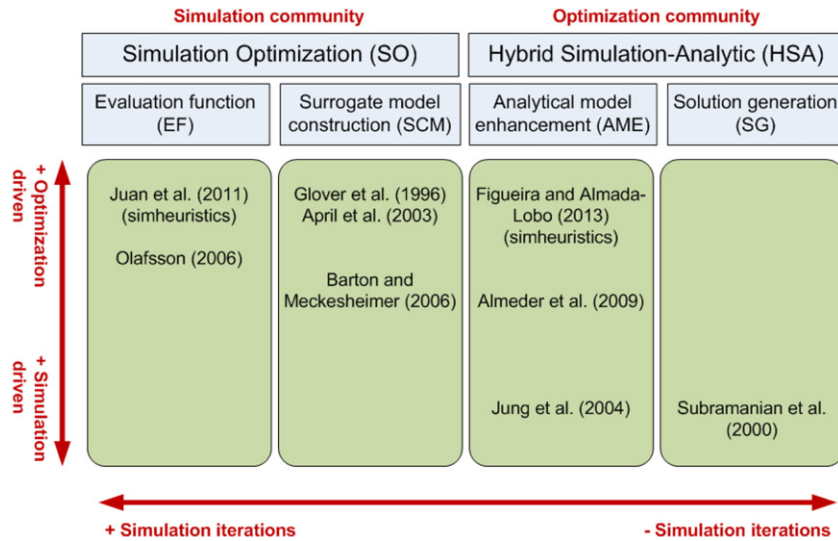 Simulation community
Optimization community
Simulation Optimization (SO)
Hybrid Simulation-Analytic (HSA)
Evaluation function
(EF)
Surrogate model
construction (SCM)
Analytical model
enhancement (AME)
Solution generation
(SG)
+ Optimization
driven
+ Simulation
driven
Juan et al. (2011)
(simheuristics)
Olafsson (2006)
Glover et al. (1996)
April et al. (2003)
Barton and
Meckesheimer (2006)
Figueira and Almada-
Lobo (2013)
(simheuristics)
Almeder et al. (2009)
Jung et al. (2004)
Subramanian et al.
(2000)
+ Simulation iterations
- Simulation iterations